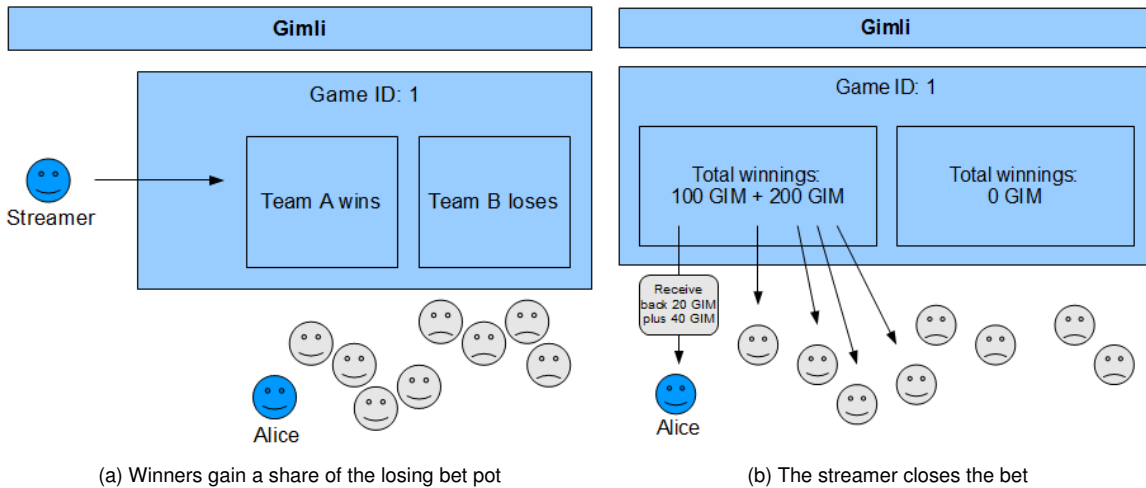 Gimli
Game ID: 1
Streamer
Team A wins
Team B loses
Alice
(a) Winners gain a share of the losing bet pot
Gimli
Game ID: 1
Total winnings:
100 GIM + 200 GIM
Total winnings:
0 GIM
Receive
back 20 GIM
plus 40 GIM
Alice
(b) The streamer closes the bet